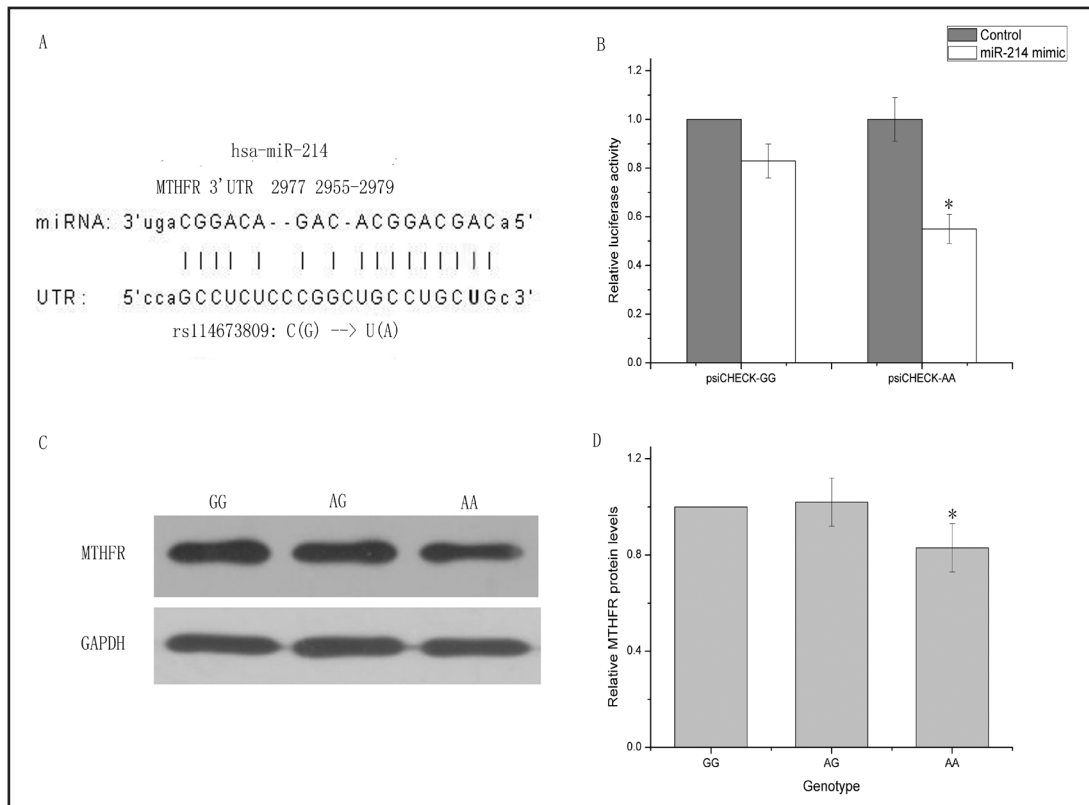 A
hsa-miR-214
MTHFR 3'UTR 2977 2955-2979
miRNA: 3'ugaCGGACA--GAC-ACGGACGACa5'
UTR: 5'ccaGCCUCUCCCGGCUGCCUGCUGc3'
rs114673809: C(G) --> U(A)
B
Control
miR-214 mimic
Relative luciferase activity
1.2
1.0
0.8
0.6
0.4
0.2
0.0
*
psiCHECK-GG psiCHECK-AA
C
GG AG AA
MTHFR
GAPDH
D
Relative MTHFR protein levels
1.2
0.8
0.4
0.0
*
GG AG AA
Genotype